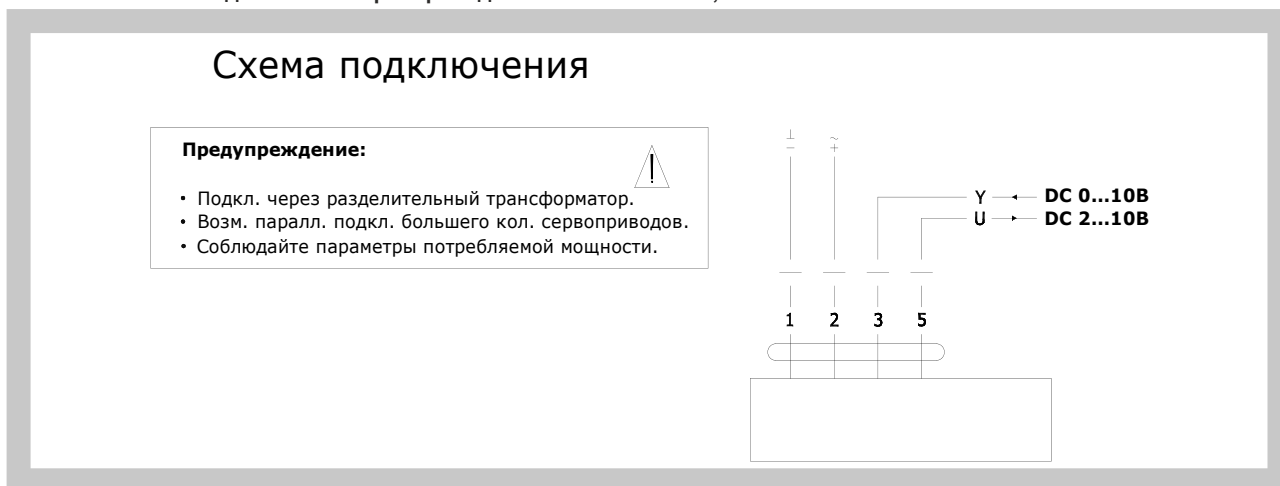 Схема подключения
Предупреждение:
• Подкл. через разделительный трансформатор.
• Возм. паралл. подкл. большего кол. сервоприводов.
• Соблюдайте параметры потребляемой мощности.
⊥ ~
− +
Y DC 0...10В
U DC 2...10В
1 2 3 5